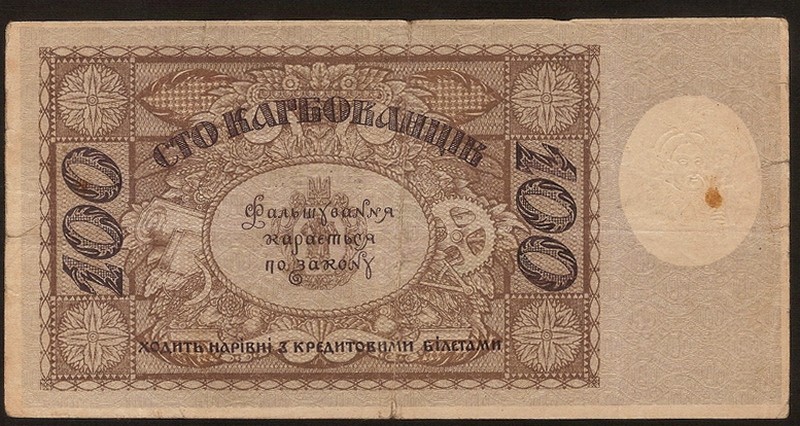 СТО КАРБОВАНЦІВ
100
100
Фальшування
карається
по закону
ХОДИТЬ НАРІВНІ З КРЕДИТОВИМИ БІЛЕТАМИ